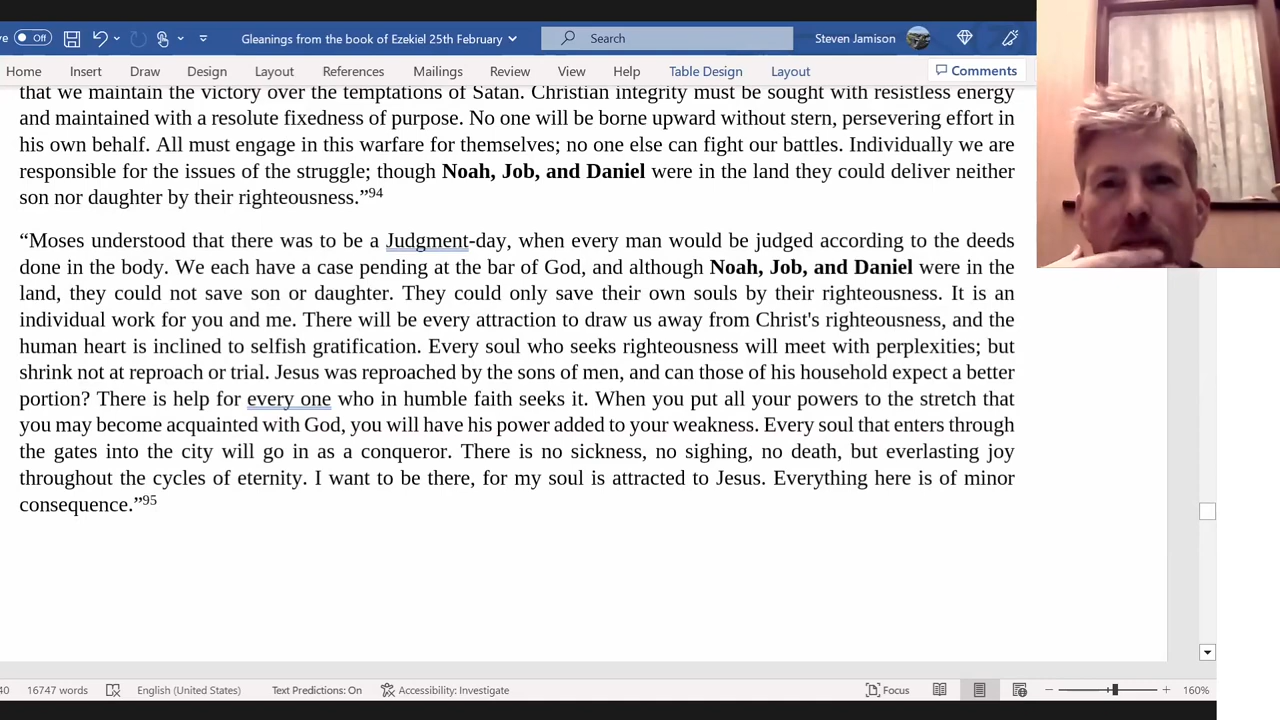 ve Off Gleanings from the book of Ezekiel 25th February Search Steven Jamison
Home Insert Draw Design Layout References Mailings Review View Help Table Design Layout Comments
that we maintain the victory over the temptations of Satan. Christian integrity must be sought with resistless energy
and maintained with a resolute fixedness of purpose. No one will be borne upward without stern, persevering effort in
his own behalf. All must engage in this warfare for themselves; no one else can fight our battles. Individually we are
responsible for the issues of the struggle; though Noah, Job, and Daniel were in the land they could deliver neither
son nor daughter by their righteousness.”94
“Moses understood that there was to be a Judgment-day, when every man would be judged according to the deeds
done in the body. We each have a case pending at the bar of God, and although Noah, Job, and Daniel were in the
land, they could not save son or daughter. They could only save their own souls by their righteousness. It is an
individual work for you and me. There will be every attraction to draw us away from Christ's righteousness, and the
human heart is inclined to selfish gratification. Every soul who seeks righteousness will meet with perplexities; but
shrink not at reproach or trial. Jesus was reproached by the sons of men, and can those of his household expect a better
portion? There is help for every one who in humble faith seeks it. When you put all your powers to the stretch that
you may become acquainted with God, you will have his power added to your weakness. Every soul that enters through
the gates into the city will go in as a conqueror. There is no sickness, no sighing, no death, but everlasting joy
throughout the cycles of eternity. I want to be there, for my soul is attracted to Jesus. Everything here is of minor
consequence.”95
40 16747 words English (United States) Text Predictions: On Accessibility: Investigate Focus 160%